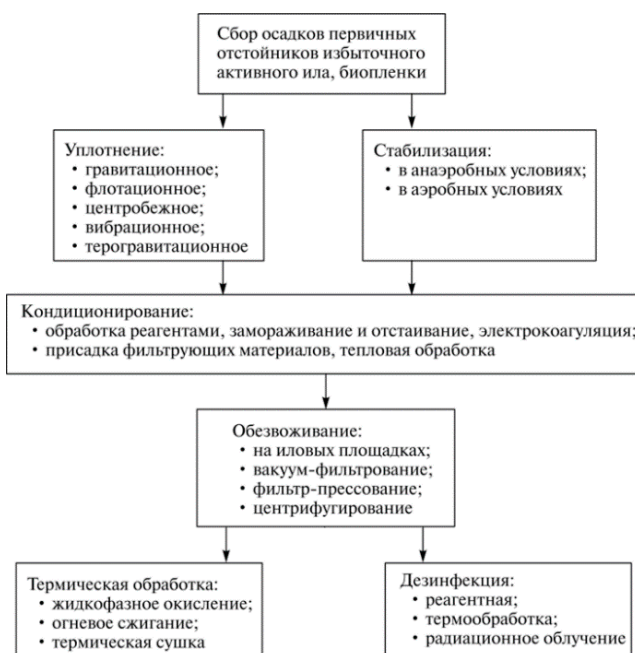 Сбор осадков первичных
отстойников избыточного
активного ила, биопленки
Уплотнение:
• гравитационное;
• флотационное;
• центробежное;
• вибрационное;
• терогравитационное
Стабилизация:
• в анаэробных условиях;
• в аэробных условиях
Кондиционирование:
• обработка реагентами, замораживание и отстаивание, электрокоагуляция;
• присадка фильтрующих материалов, тепловая обработка
Обезвоживание:
• на иловых площадках;
• вакуум-фильтрование;
• фильтр-прессование;
• центрифугирование
Термическая обработка:
• жидкофазное окисление;
• огневое сжигание;
• термическая сушка
Дезинфекция:
• реагентная;
• термообработка;
• радиационное облучение